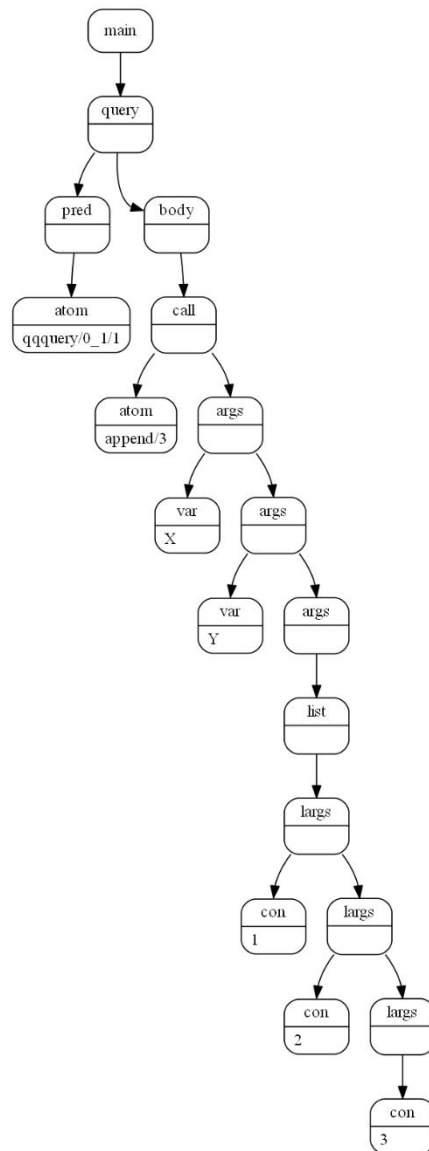 main
query
pred
body
atom
qqquery/0_1/1
call
atom
append/3
args
var
X
args
var
Y
args
list
largs
con
1
largs
con
2
largs
con
3